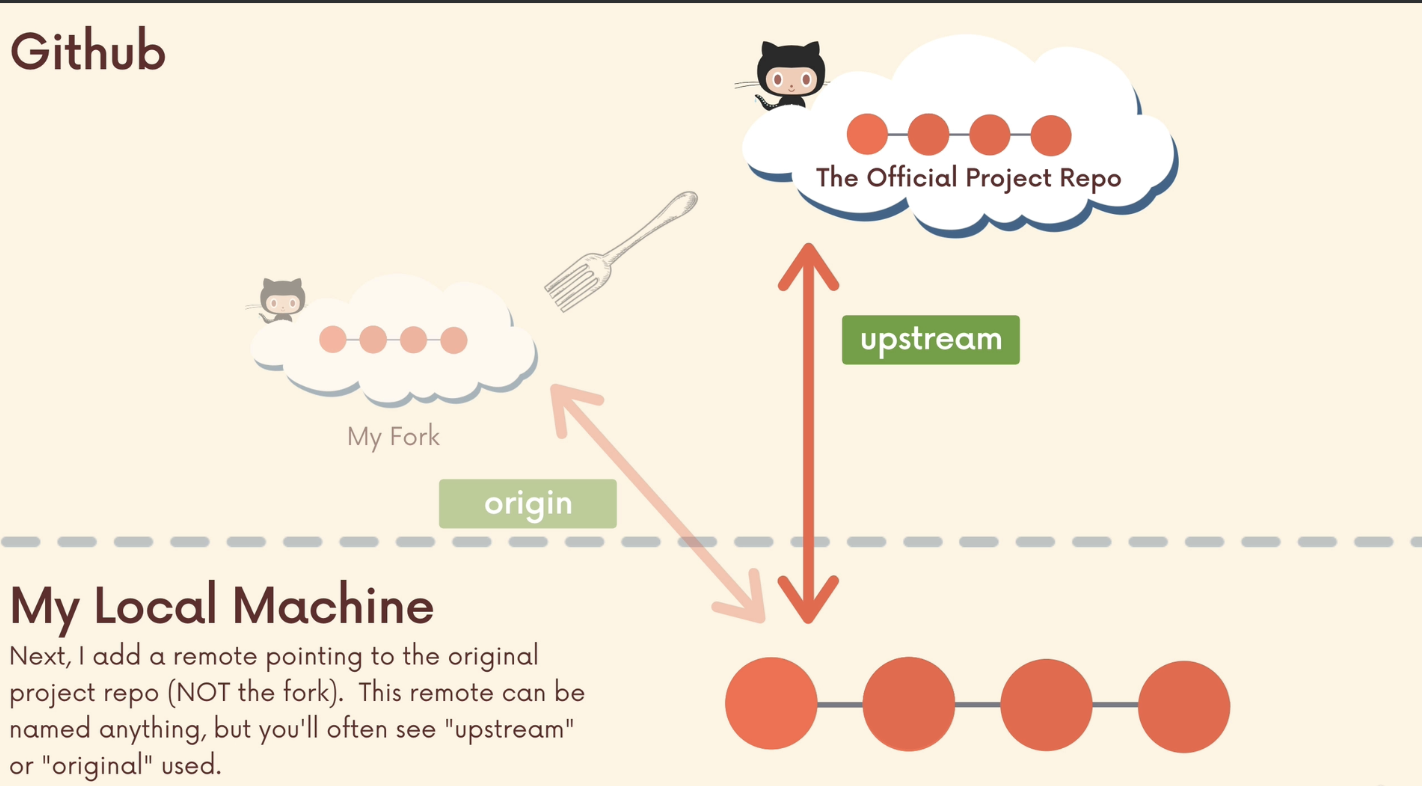 Github
The Official Project Repo
upstream
My Fork
origin
My Local Machine
Next, I add a remote pointing to the original
project repo (NOT the fork).  This remote can be
named anything, but you'll often see "upstream"
or "original" used.